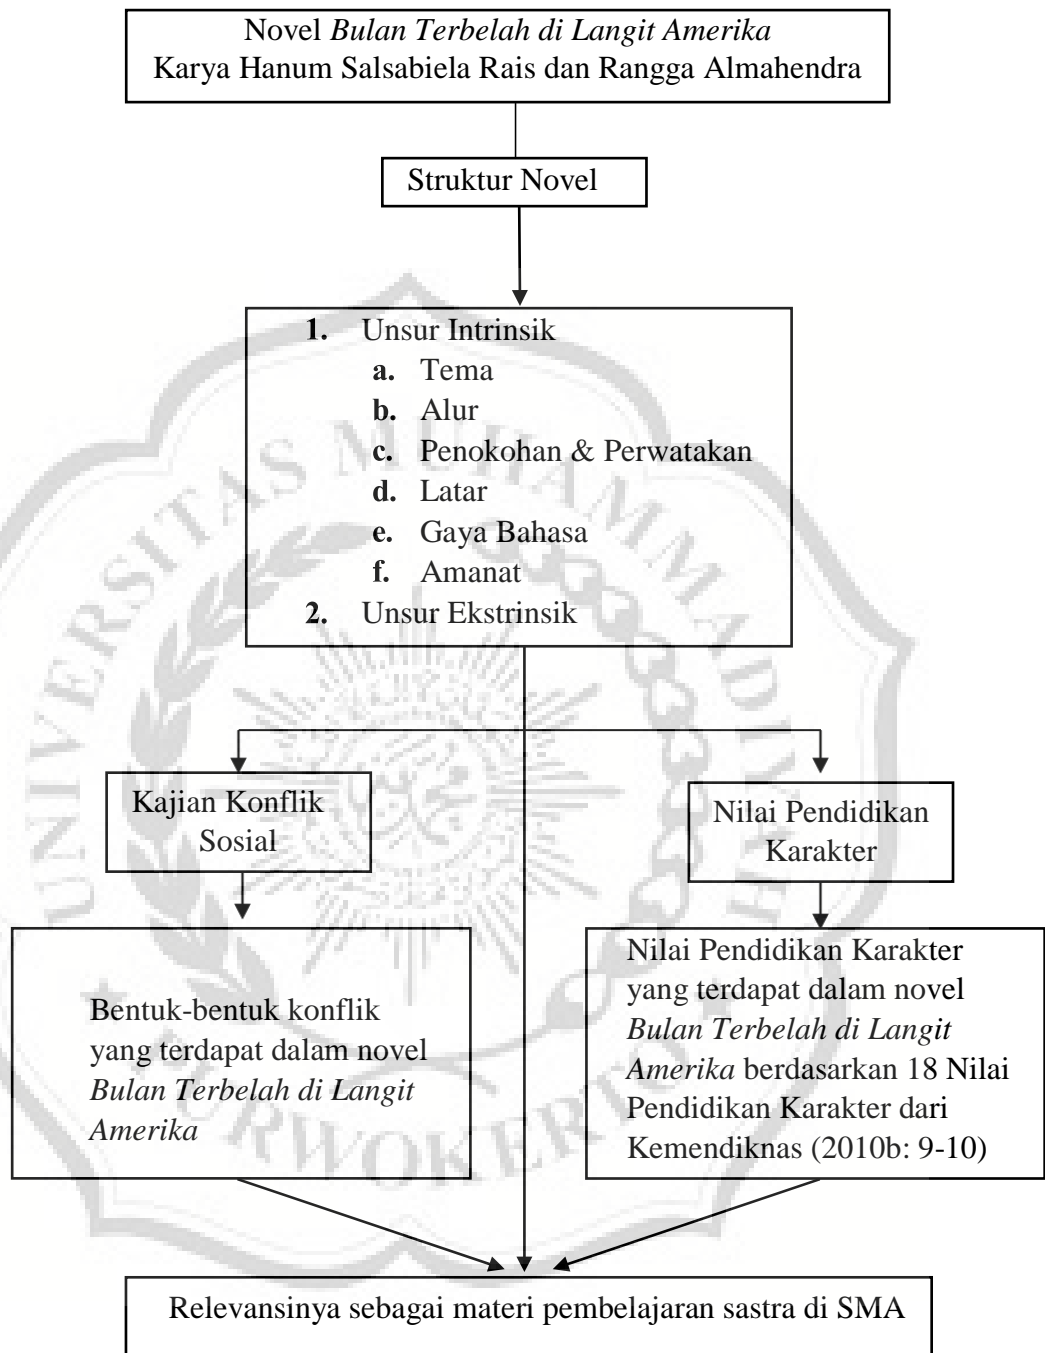 Novel Bulan Terbelah di Langit Amerika
Karya Hanum Salsabiela Rais dan Rangga Almahendra
Struktur Novel
1. Unsur Intrinsik
a. Tema
b. Alur
c. Penokohan & Perwatakan
d. Latar
e. Gaya Bahasa
f. Amanat
2. Unsur Ekstrinsik
Kajian Konflik
Sosial
Nilai Pendidikan
Karakter
Bentuk-bentuk konflik
yang terdapat dalam novel
Bulan Terbelah di Langit
Amerika
Nilai Pendidikan Karakter
yang terdapat dalam novel
Bulan Terbelah di Langit
Amerika berdasarkan 18 Nilai
Pendidikan Karakter dari
Kemendiknas (2010b: 9-10)
Relevansinya sebagai materi pembelajaran sastra di SMA
UNIVERSITAS MUHAMMADIYAH
PURWOKERTO